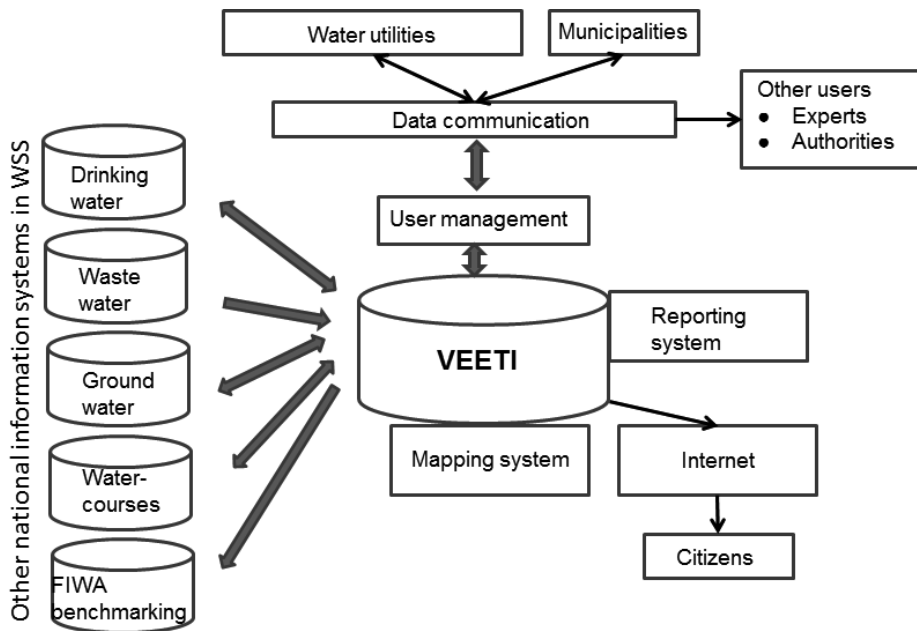 Water utilities
Municipalities
Data communication
Other users
● Experts
● Authorities
Other national information systems in WSS
Drinking
water
User management
Waste
water
VEETI
Reporting
system
Ground
water
Mapping system
Internet
Water-
courses
Citizens
FIWA
benchmarking